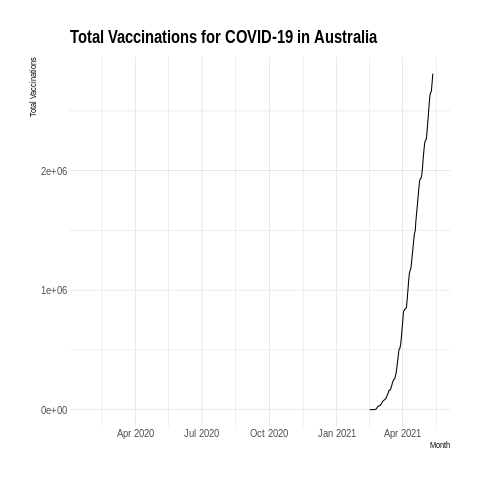 Total Vaccinations for COVID-19 in Australia
Total Vaccinations
2e+06
1e+06
0e+00
Apr 2020 Jul 2020 Oct 2020 Jan 2021 Apr 2021
Month